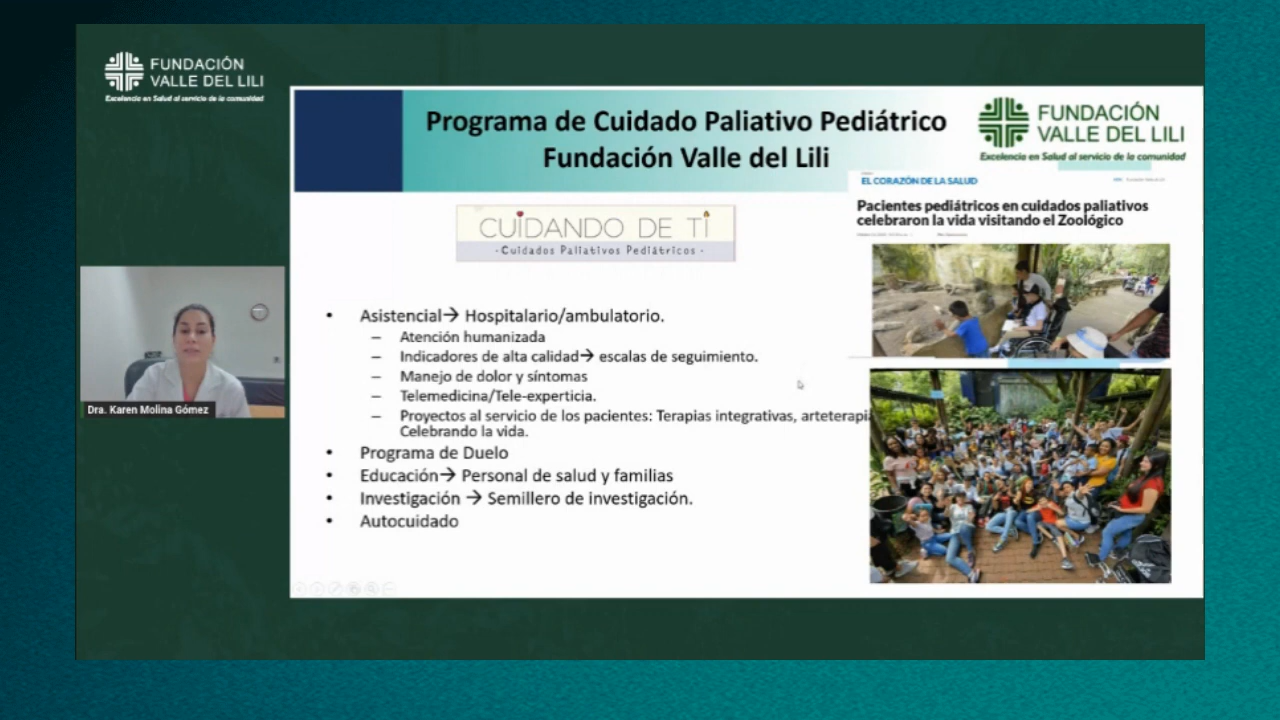 FUNDACIÓN
VALLE DEL LILI
Excelencia en Salud al servicio de la comunidad
Programa de Cuidado Paliativo Pediátrico
Fundación Valle del Lili
FUNDACIÓN
VALLE DEL LILI
Excelencia en Salud al servicio de la comunidad
EL CORAZÓN DE LA SALUD
Pacientes pediátricos en cuidados paliativos
celebraron la vida visitando el Zoológico
CUIDANDO DE TI
-Cuidados Paliativos Pediátricos-
• Asistencial→ Hospitalario/ambulatorio.
– Atención humanizada
– Indicadores de alta calidad→ escalas de seguimiento.
– Manejo de dolor y síntomas
– Telemedicina/Tele-experticia.
– Proyectos al servicio de los pacientes: Terapias integrativas, arteterapia
Celebrando la vida.
• Programa de Duelo
• Educación→ Personal de salud y familias
• Investigación → Semillero de investigación.
• Autocuidado
Dra. Karen Molina Gómez